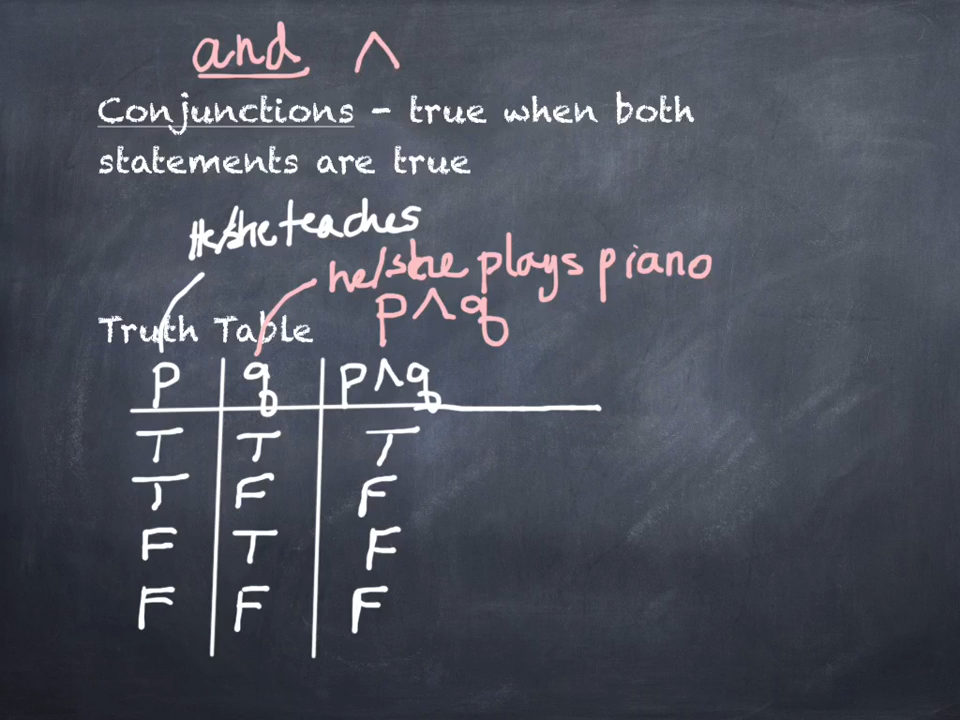 and ∧
Conjunctions - true when both
statements are true
He/she teaches
he/she plays piano
p∧q
Truth Table
p q p∧q
T T T
T F F
F T F
F F F